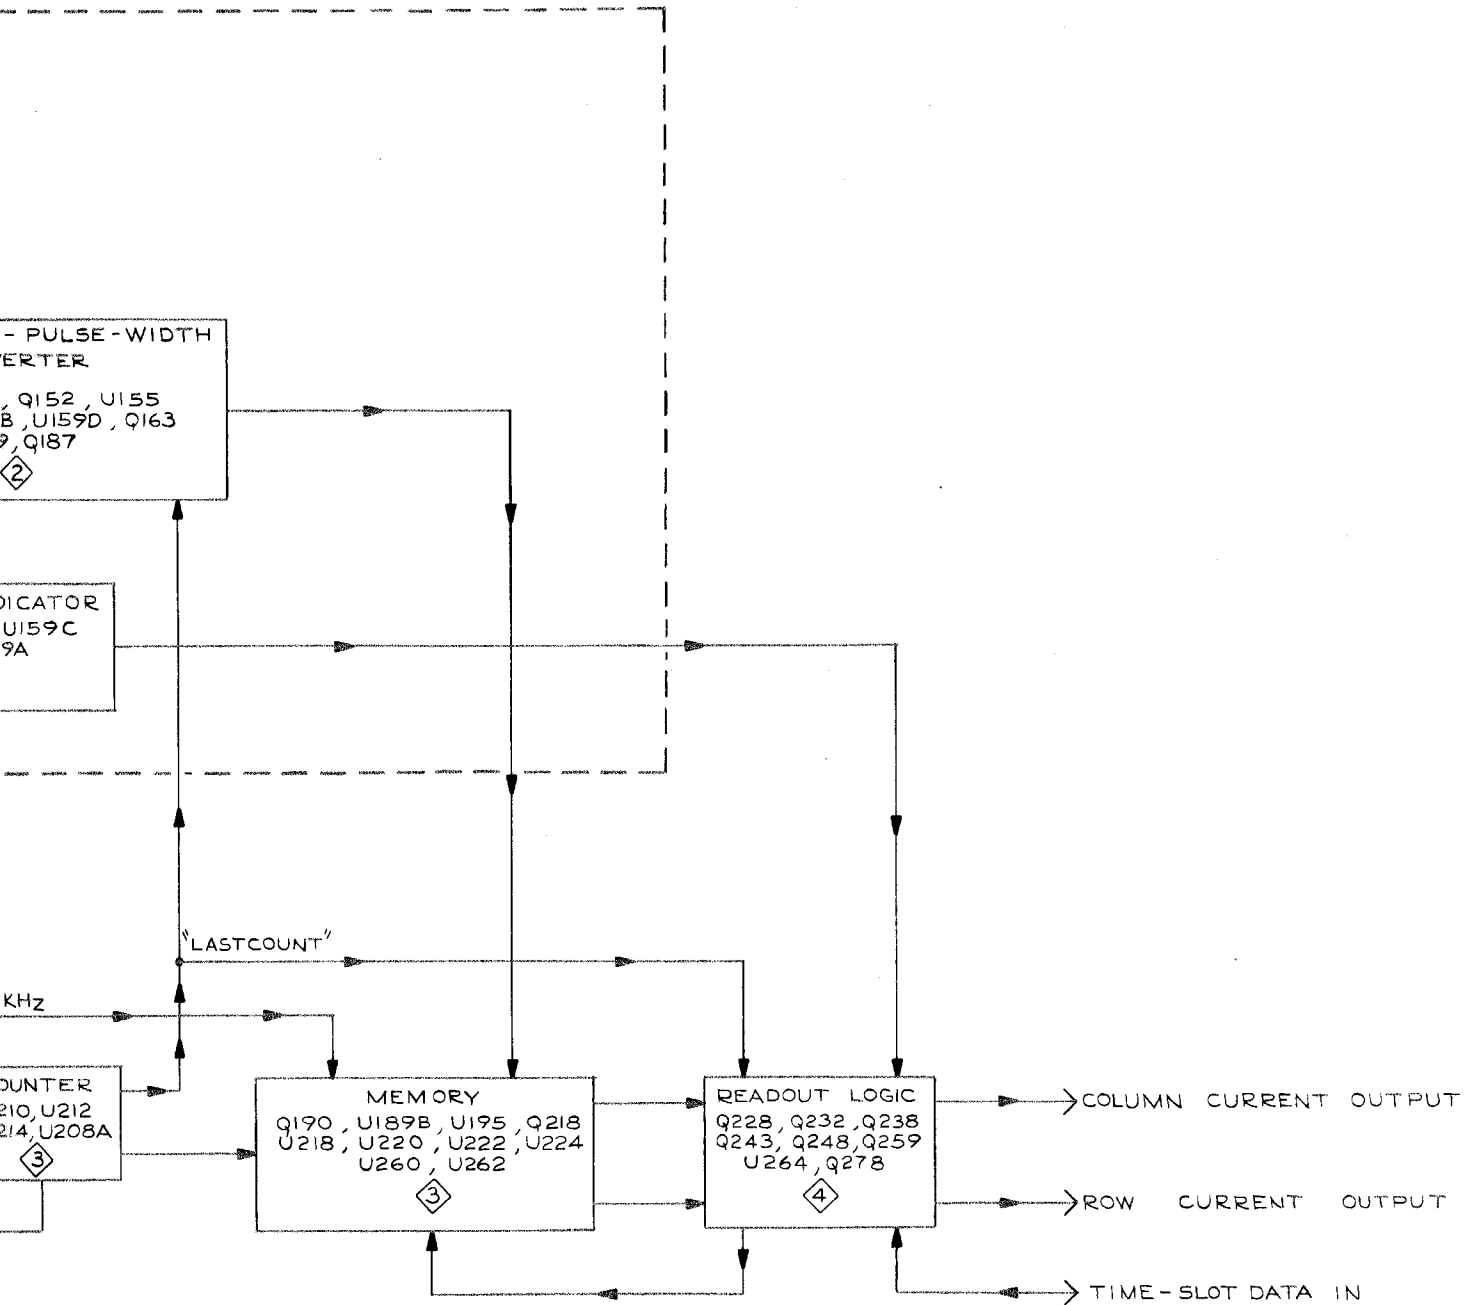 - PULSE-WIDTH
VERTER
, Q152 , U155
B , U159D , Q163
9, Q187
2
DICATOR
U159C
9A
"LASTCOUNT"
KHz
OUNTER
210, U212
214, U208A
3
MEMORY
Q190 , U189B , U195 , Q218
U218 , U220 , U222 , U224
U260 , U262
3
READOUT LOGIC
Q228, Q232, Q238
Q243, Q248, Q259
U264, Q278
4
COLUMN CURRENT OUTPUT
ROW CURRENT OUTPUT
TIME-SLOT DATA IN